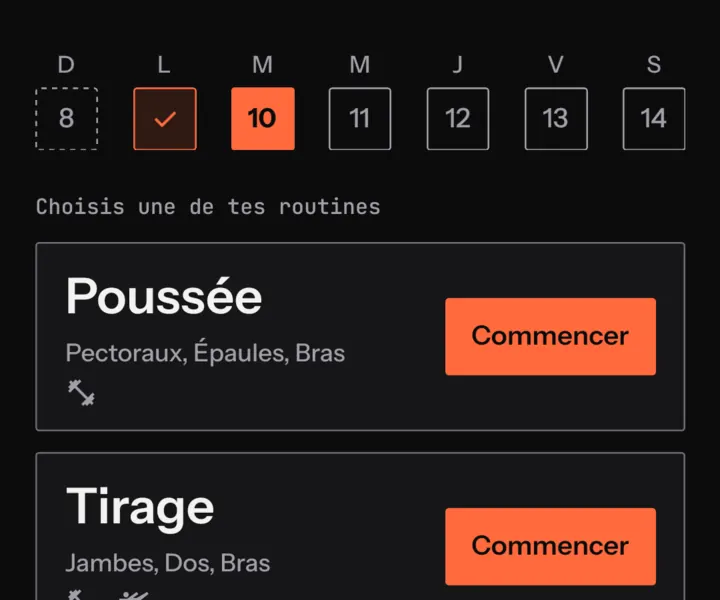 D L M M J V S
8 10 11 12 13 14
Choisis une de tes routines
Poussée
Pectoraux, Épaules, Bras
Commencer
Tirage
Jambes, Dos, Bras
Commencer